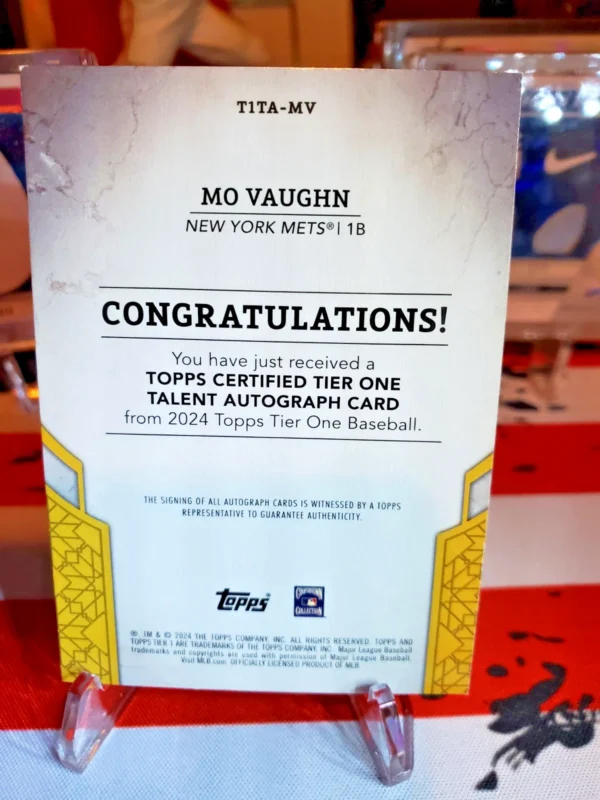 T1TA-MV
MO VAUGHN
NEW YORK METS® | 1B
CONGRATULATIONS!
You have just received a
TOPPS CERTIFIED TIER ONE
TALENT AUTOGRAPH CARD
from 2024 Topps Tier One Baseball.
THE SIGNING OF ALL AUTOGRAPH CARDS IS WITNESSED BY A TOPPS
REPRESENTATIVE TO GUARANTEE AUTHENTICITY.
topps COOPERSTOWN COLLECTION
®, TM & © 2024 THE TOPPS COMPANY, INC. ALL RIGHTS RESERVED. TOPPS AND
TOPPS TIER 1 ARE TRADEMARKS OF THE TOPPS COMPANY, INC. Major League Baseball
trademarks and copyrights are used with permission of Major League Baseball.
Visit MLB.com. OFFICIALLY LICENSED PRODUCT OF MLB.